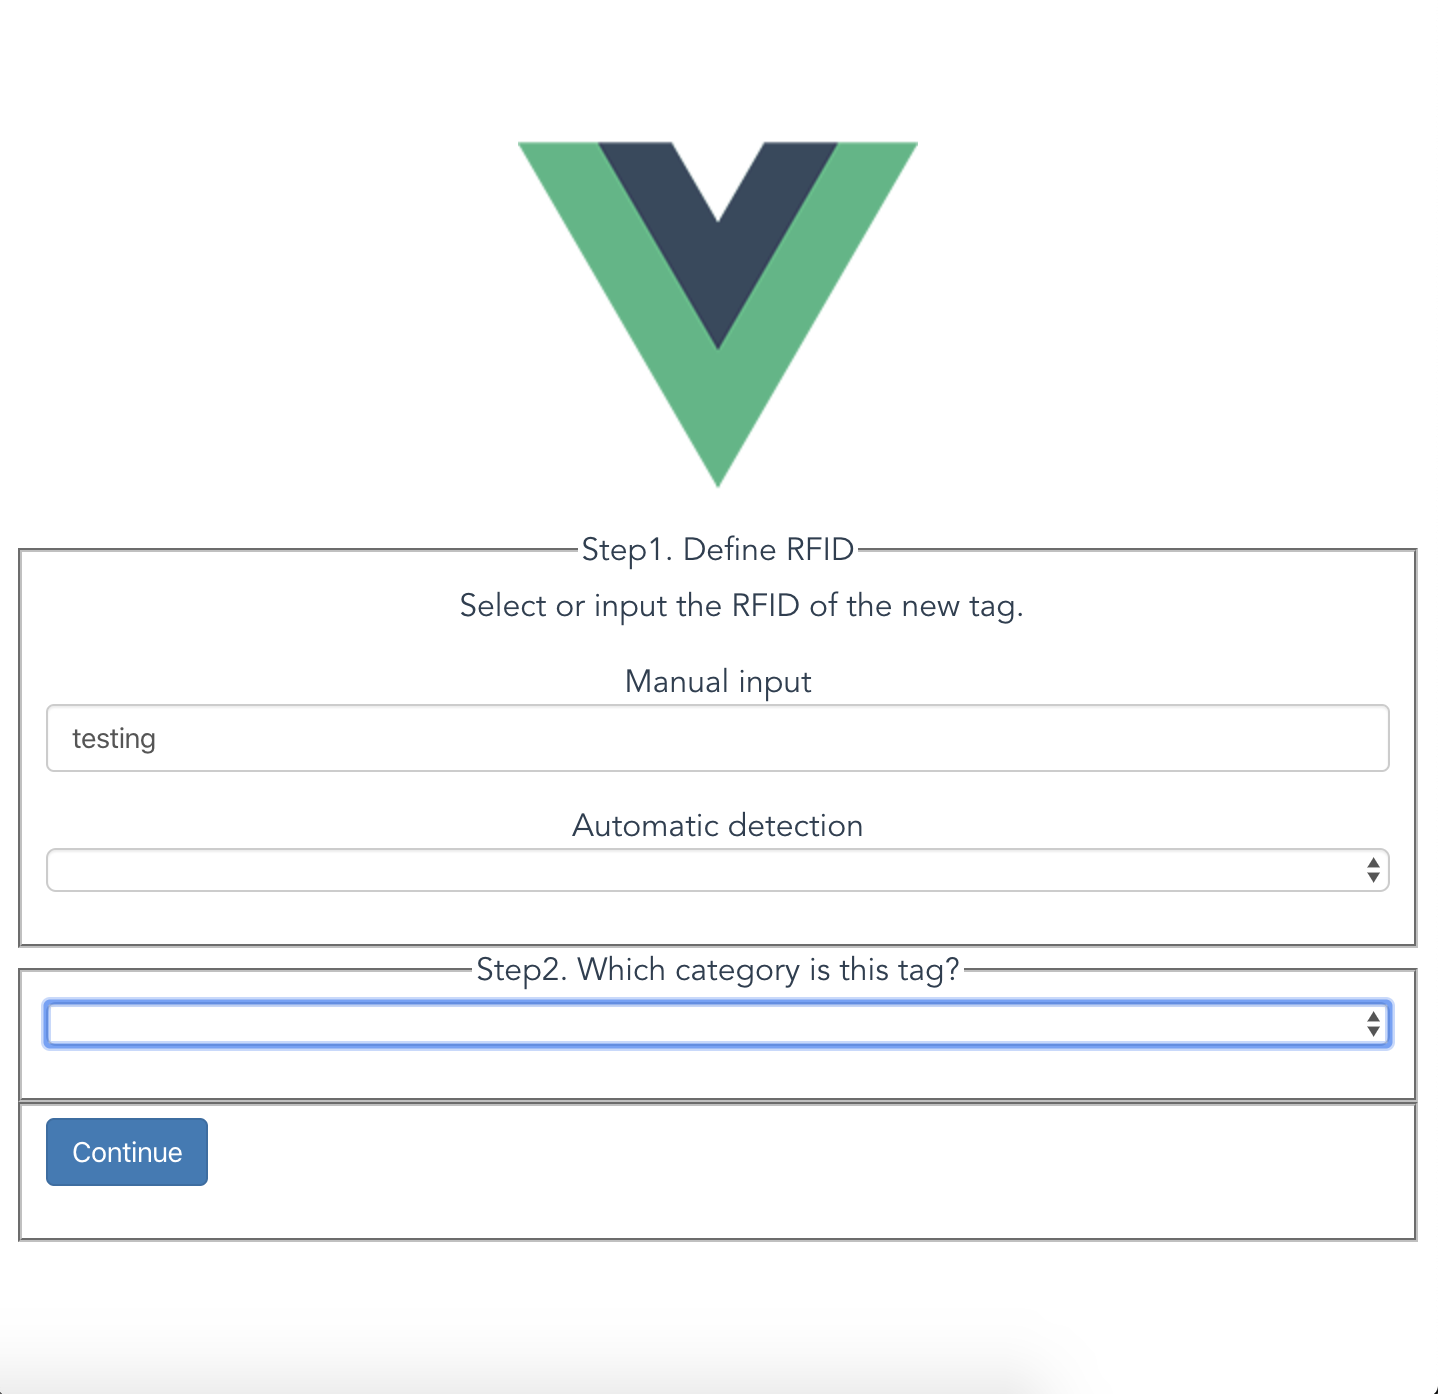 Step1. Define RFID
Select or input the RFID of the new tag.
Manual input
testing
Automatic detection
Step2. Which category is this tag?
Continue